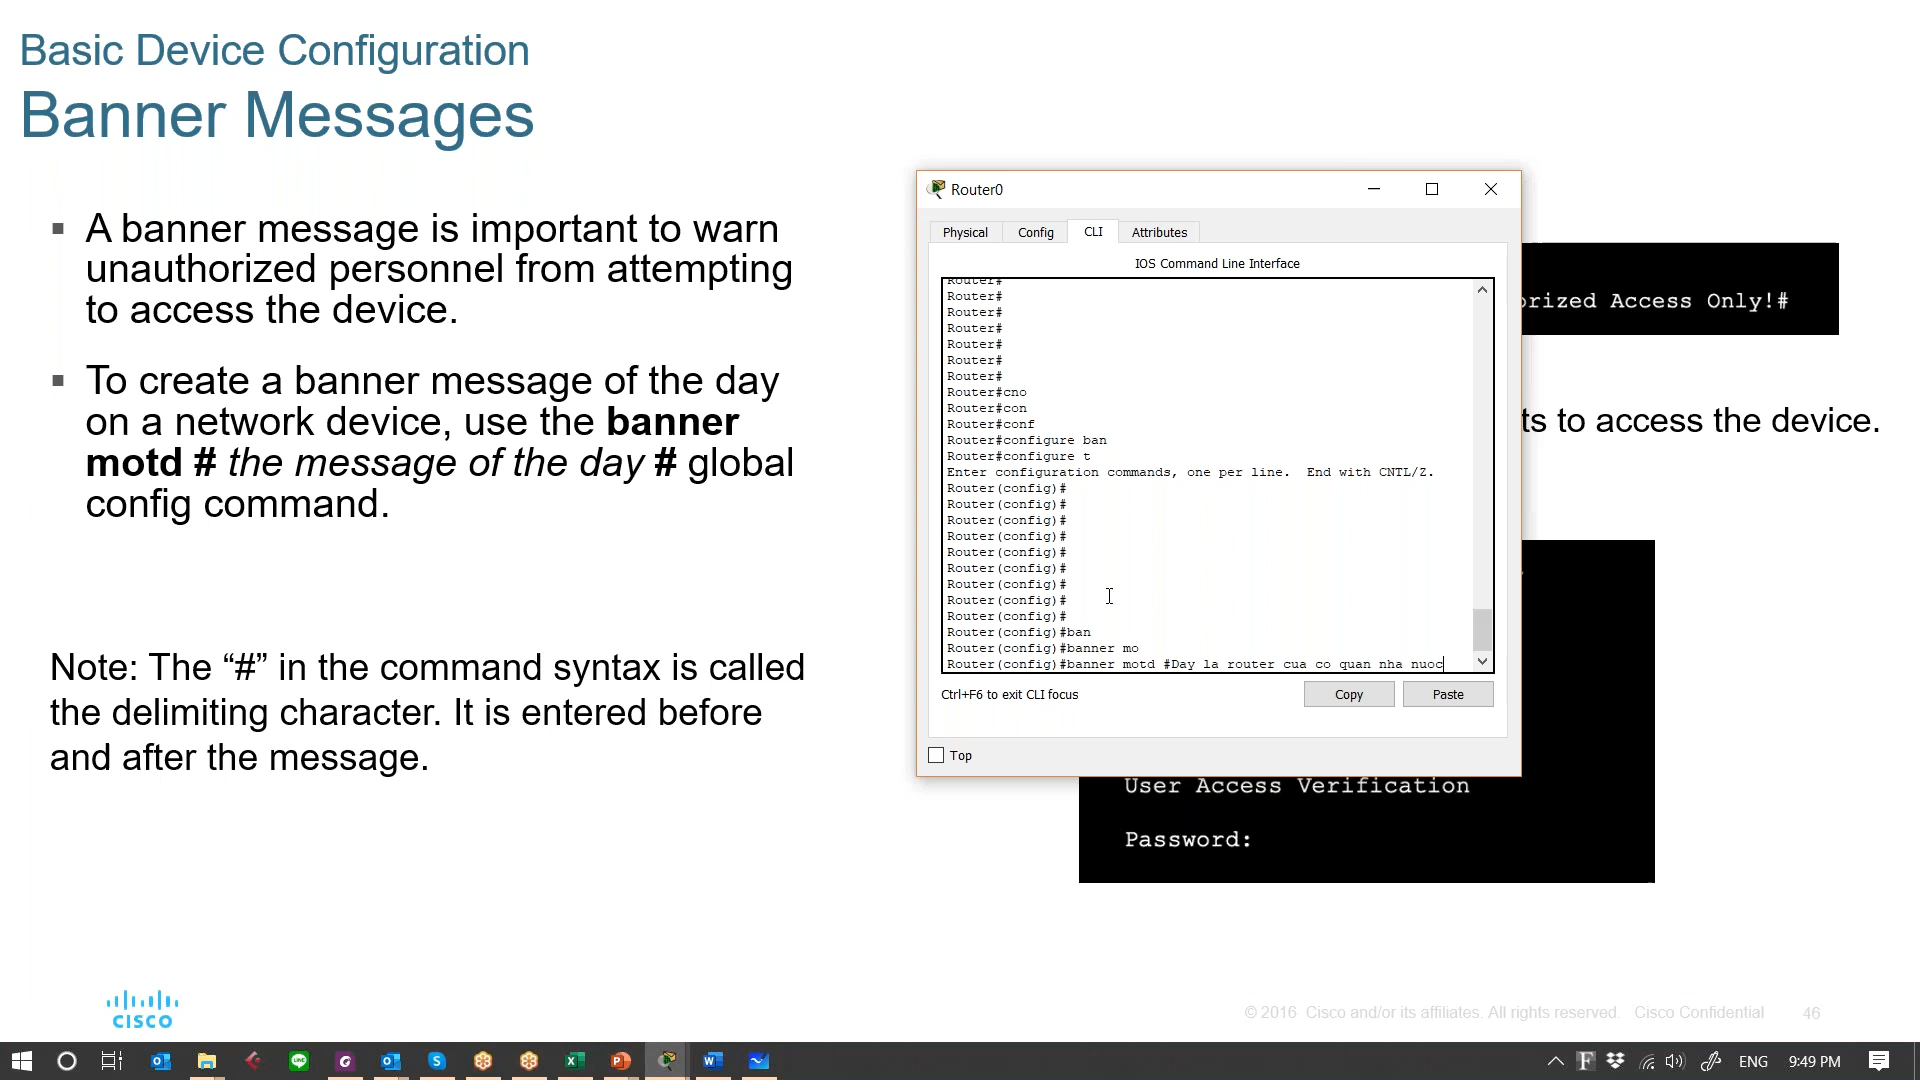 Basic Device Configuration
Banner Messages
▪ A banner message is important to warn
unauthorized personnel from attempting
to access the device.
▪ To create a banner message of the day
on a network device, use the banner
motd # the message of the day # global
config command.
Note: The “#” in the command syntax is called
the delimiting character. It is entered before
and after the message.
Router0
Physical Config CLI Attributes
IOS Command Line Interface
Router#
Router#
Router#
Router#
Router#
Router#
Router#
Router#cno
Router#con
Router#conf
Router#configure ban
Router#configure t
Enter configuration commands, one per line. End with CNTL/Z.
Router(config)#
Router(config)#
Router(config)#
Router(config)#
Router(config)#
Router(config)#
Router(config)#
Router(config)#
Router(config)#
Router(config)#ban
Router(config)#banner mo
Router(config)#banner motd #Day la router cua co quan nha nuoc
Ctrl+F6 to exit CLI focus
Copy Paste
Top
orized Access Only!#
ts to access the device.
User Access Verification
Password:
CISCO
© 2016 Cisco and/or its affiliates. All rights reserved. Cisco Confidential 46
ENG 9:49 PM